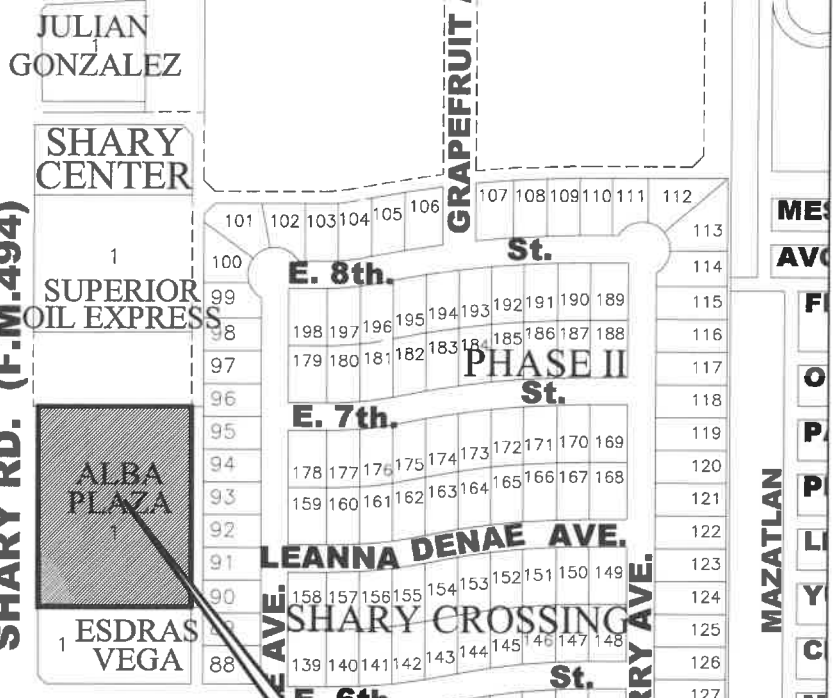 JULIAN
1
GONZALEZ
GRAPEFRUIT
SHARY
CENTER
SHARY RD. (F.M.494)
1
SUPERIOR
OIL EXPRESS
101 102 103 104 105 106
107 108 109 110 111 112
113
100
114
E. 8th. St.
99
115
198 197 196 195 194 193 192 191 190 189
98
116
179 180 181 182 183 184 185 186 187 188
97
117
PHASE II
96
118
E. 7th. St.
95
119
94
120
178 177 176 175 174 173 172 171 170 169
93
121
159 160 161 162 163 164 165 166 167 168
92
122
ALBA
PLAZA
1
LEANNA DENAE AVE.
91
123
90
124
158 157 156 155 154 153 152 151 150 149
SHARY CROSSING
125
1 ESDRAS
VEGA
88
126
139 140 141 142 143 144 145 146 147 148
127
E. 6th. St.
AVE.
AVE.
MAZATLAN